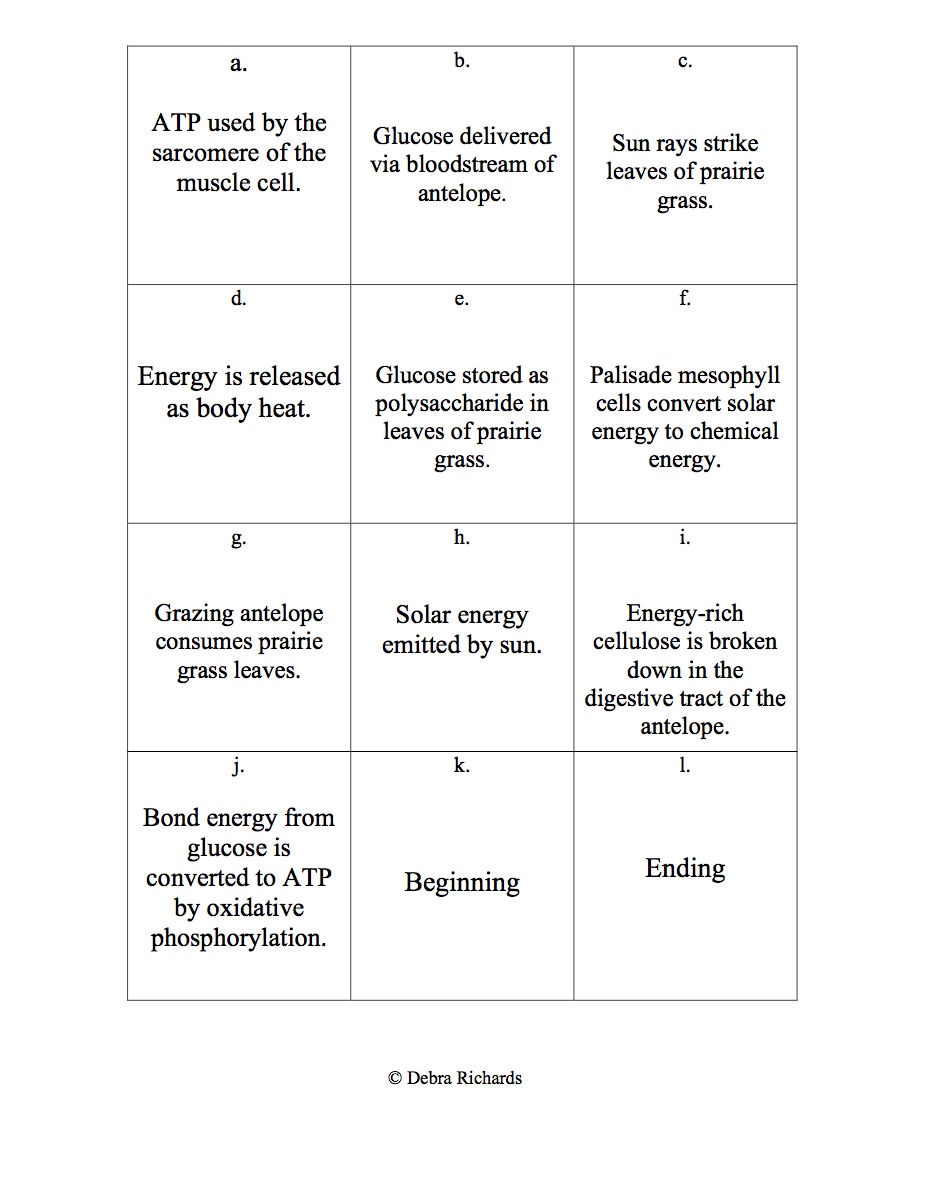 a.
ATP used by the
sarcomere of the
muscle cell.
b.
Glucose delivered
via bloodstream of
antelope.
c.
Sun rays strike
leaves of prairie
grass.
d.
Energy is released
as body heat.
e.
Glucose stored as
polysaccharide in
leaves of prairie
grass.
f.
Palisade mesophyll
cells convert solar
energy to chemical
energy.
g.
Grazing antelope
consumes prairie
grass leaves.
h.
Solar energy
emitted by sun.
i.
Energy-rich
cellulose is broken
down in the
digestive tract of the
antelope.
j.
Bond energy from
glucose is
converted to ATP
by oxidative
phosphorylation.
k.
Beginning
l.
Ending
© Debra Richards